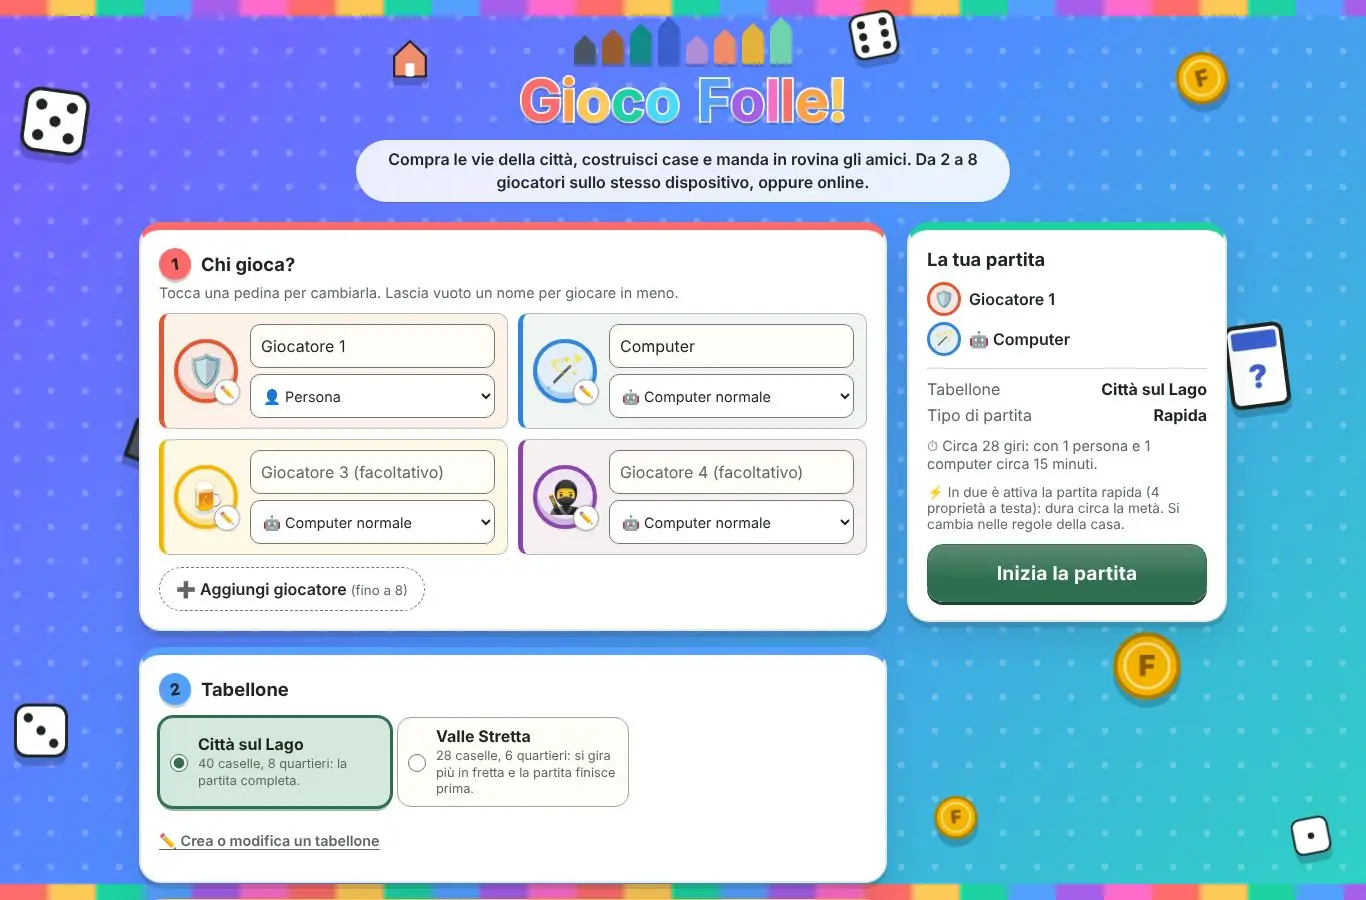 Gioco Folle!
Compra le vie della città, costruisci case e manda in rovina gli amici. Da 2 a 8
giocatori sullo stesso dispositivo, oppure online.
1 Chi gioca?
Tocca una pedina per cambiarla. Lascia vuoto un nome per giocare in meno.
Giocatore 1
Persona
Computer
Computer normale
Giocatore 3 (facoltativo)
Computer normale
Giocatore 4 (facoltativo)
Computer normale
Aggiungi giocatore (fino a 8)
2 Tabellone
Città sul Lago
40 caselle, 8 quartieri: la
partita completa.
Valle Stretta
28 caselle, 6 quartieri: si gira
più in fretta e la partita finisce
prima.
Crea o modifica un tabellone
La tua partita
Giocatore 1
Computer
Tabellone Città sul Lago
Tipo di partita Rapida
Circa 28 giri: con 1 persona e 1
computer circa 15 minuti.
In due è attiva la partita rapida (4
proprietà a testa): dura circa la metà. Si
cambia nelle regole della casa.
Inizia la partita
F
?
F
F